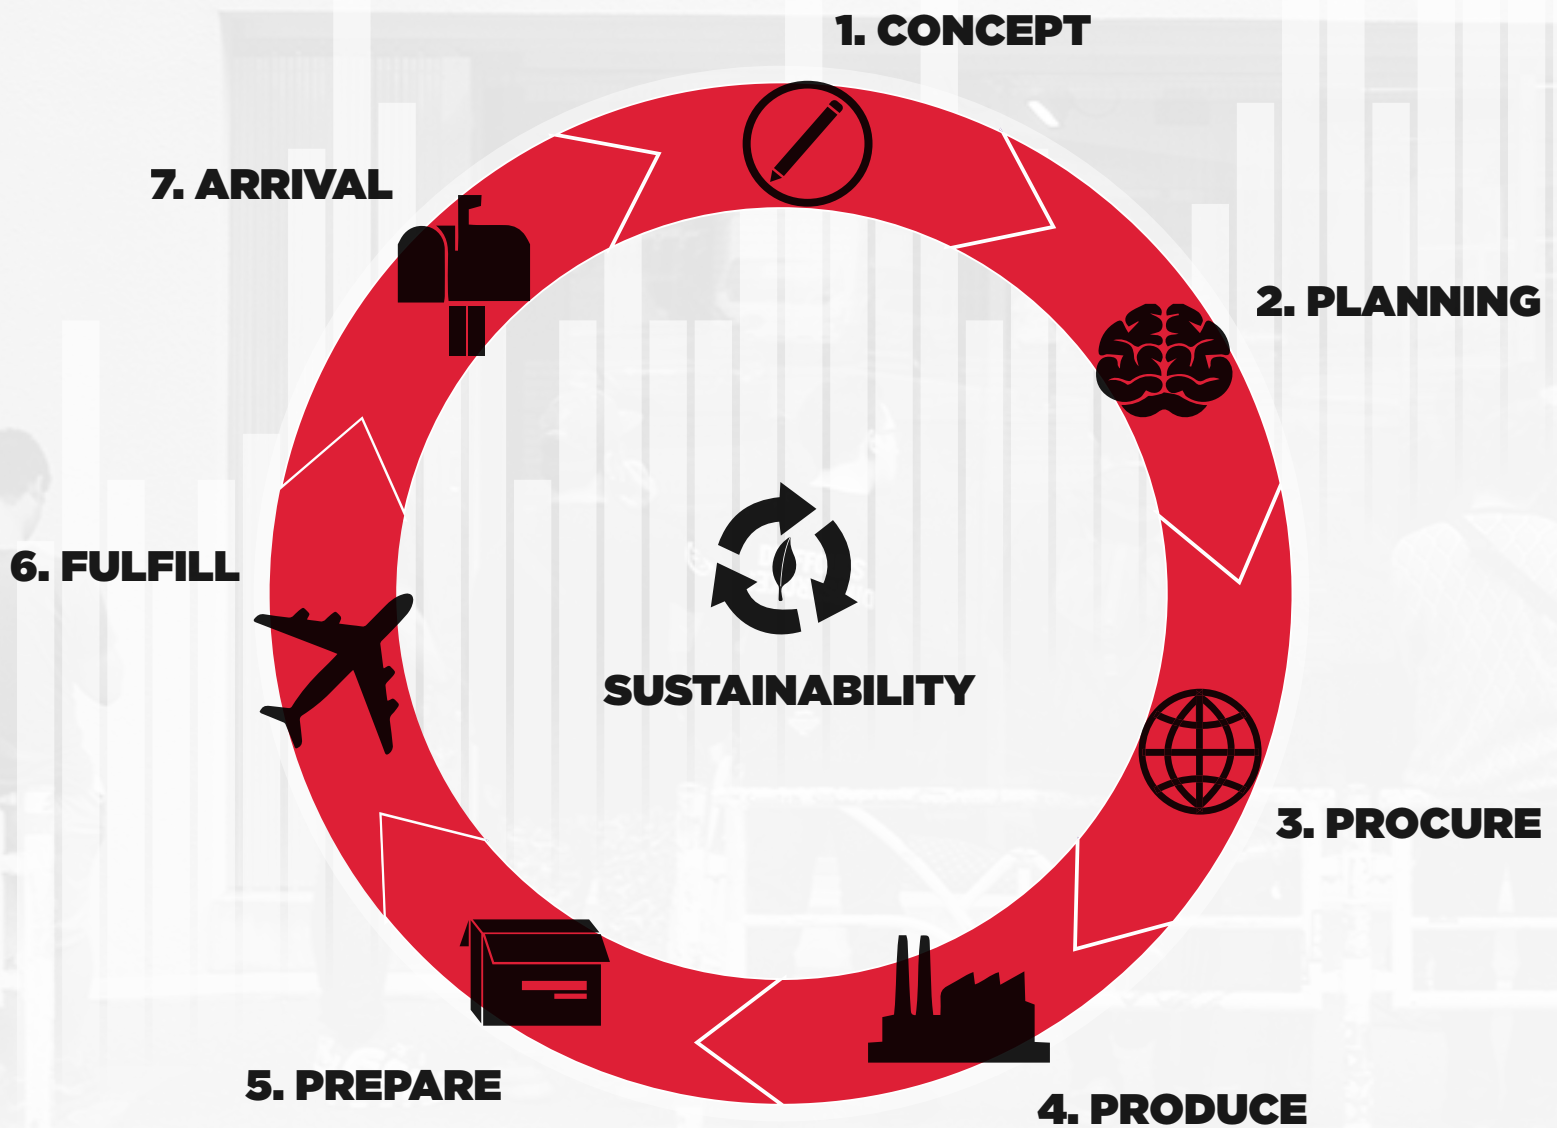 1. CONCEPT
2. PLANNING
3. PROCURE
4. PRODUCE
5. PREPARE
6. FULFILL
7. ARRIVAL
SUSTAINABILITY